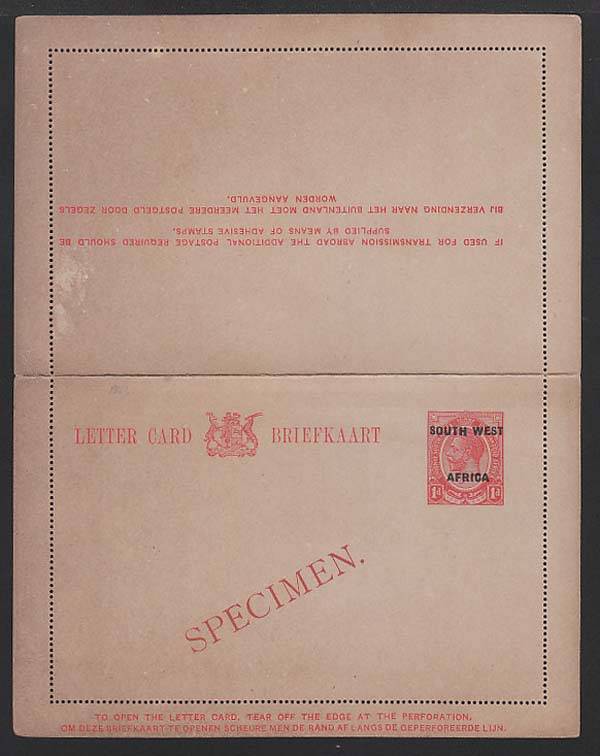 IF USED FOR TRANSMISSION ABROAD THE ADDITIONAL POSTAGE REQUIRED SHOULD BE
SUPPLIED BY MEANS OF ADHESIVE STAMPS.
BIJ VERZENDING NAAR HET BUITENLAND MOET HET MEERDERE POSTGELD DOOR ZEGELS
WORDEN AANGEVULD.
LETTER CARD BRIEFKAART
SOUTH WEST
AFRICA
1d 1d
SPECIMEN.
TO OPEN THE LETTER CARD, TEAR OFF THE EDGE AT THE PERFORATION.
OM DEZE BRIEFKAART TE OPENEN SCHEURE MEN DE RAND AF LANGS DE GEPERFOREERDE LIJN.